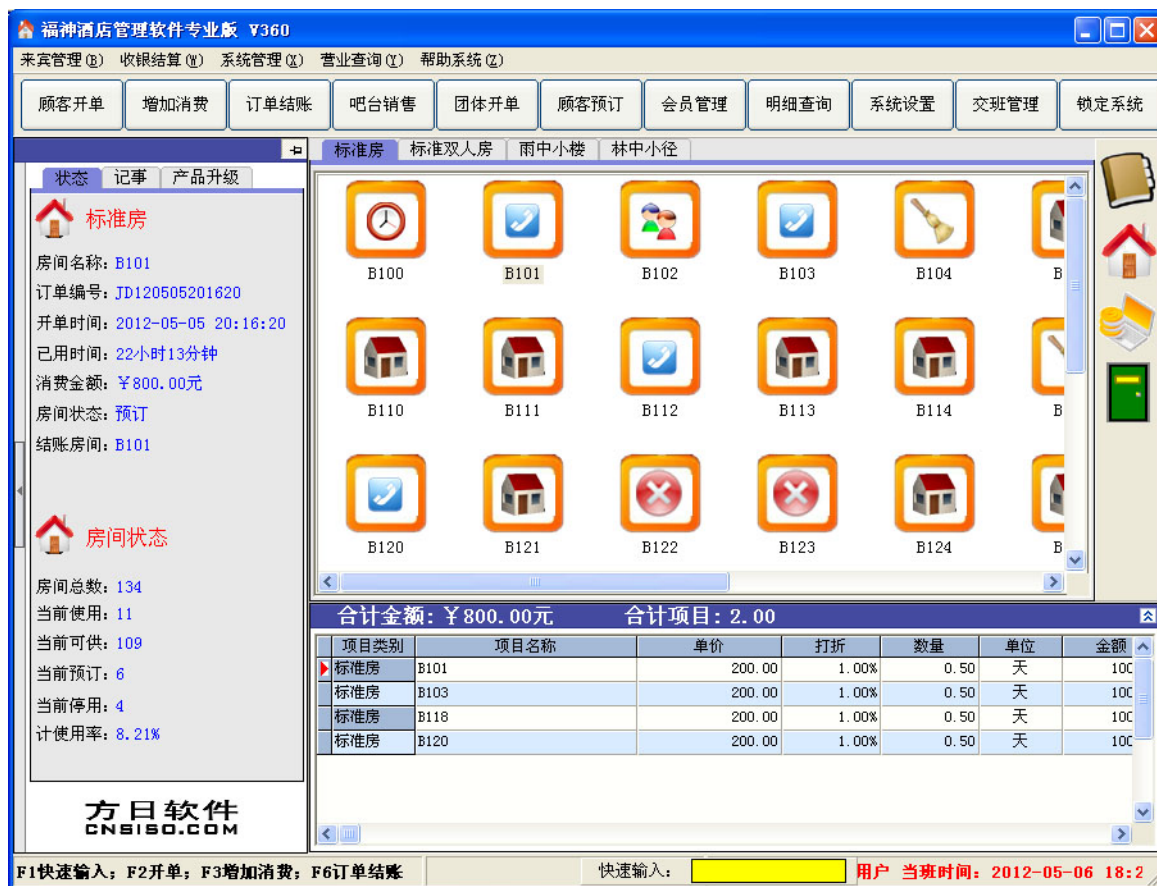 福神酒店管理软件专业版 V360
来宾管理(B) 收银结算(W) 系统管理(X) 营业查询(Y) 帮助系统(Z)
顾客开单 增加消费 订单结账 吧台销售 团体开单 顾客预订 会员管理 明细查询 系统设置 交班管理 锁定系统
标准房 标准双人房 雨中小楼 林中小径
状态 记事 产品升级
标准房
房间名称: B101
订单编号: JD120505201620
开单时间: 2012-05-05 20:16:20
已用时间: 22小时13分钟
消费金额: ￥800.00元
房间状态: 预订
结账房间: B101
房间状态
房间总数: 134
当前使用: 11
当前可供: 109
当前预订: 6
当前停用: 4
计使用率: 8.21%
方日软件
CNSISO.COM
B100 B101 B102 B103 B104 B
B110 B111 B112 B113 B114 B
B120 B121 B122 B123 B124 B
合计金额: ￥800.00元 合计项目: 2.00
项目类别 项目名称 单价 打折 数量 单位 金额
标准房 B101 200.00 1.00% 0.50 天 100
标准房 B103 200.00 1.00% 0.50 天 100
标准房 B118 200.00 1.00% 0.50 天 100
标准房 B120 200.00 1.00% 0.50 天 100
F1快速输入; F2开单; F3增加消费; F6订单结账 快速输入: 用户 当班时间: 2012-05-06 18:2